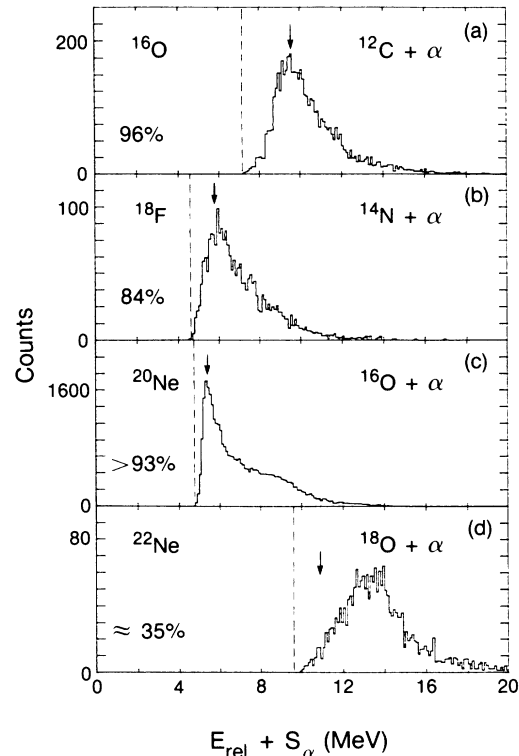 200
¹⁶O
¹²C + α
(a)
96%
0
100
¹⁸F
¹⁴N + α
(b)
84%
0
Counts
1600
²⁰Ne
¹⁶O + α
(c)
>93%
0
80
²²Ne
¹⁸O + α
(d)
≈ 35%
0
0 4 8 12 16 20
E_rel + S_α (MeV)